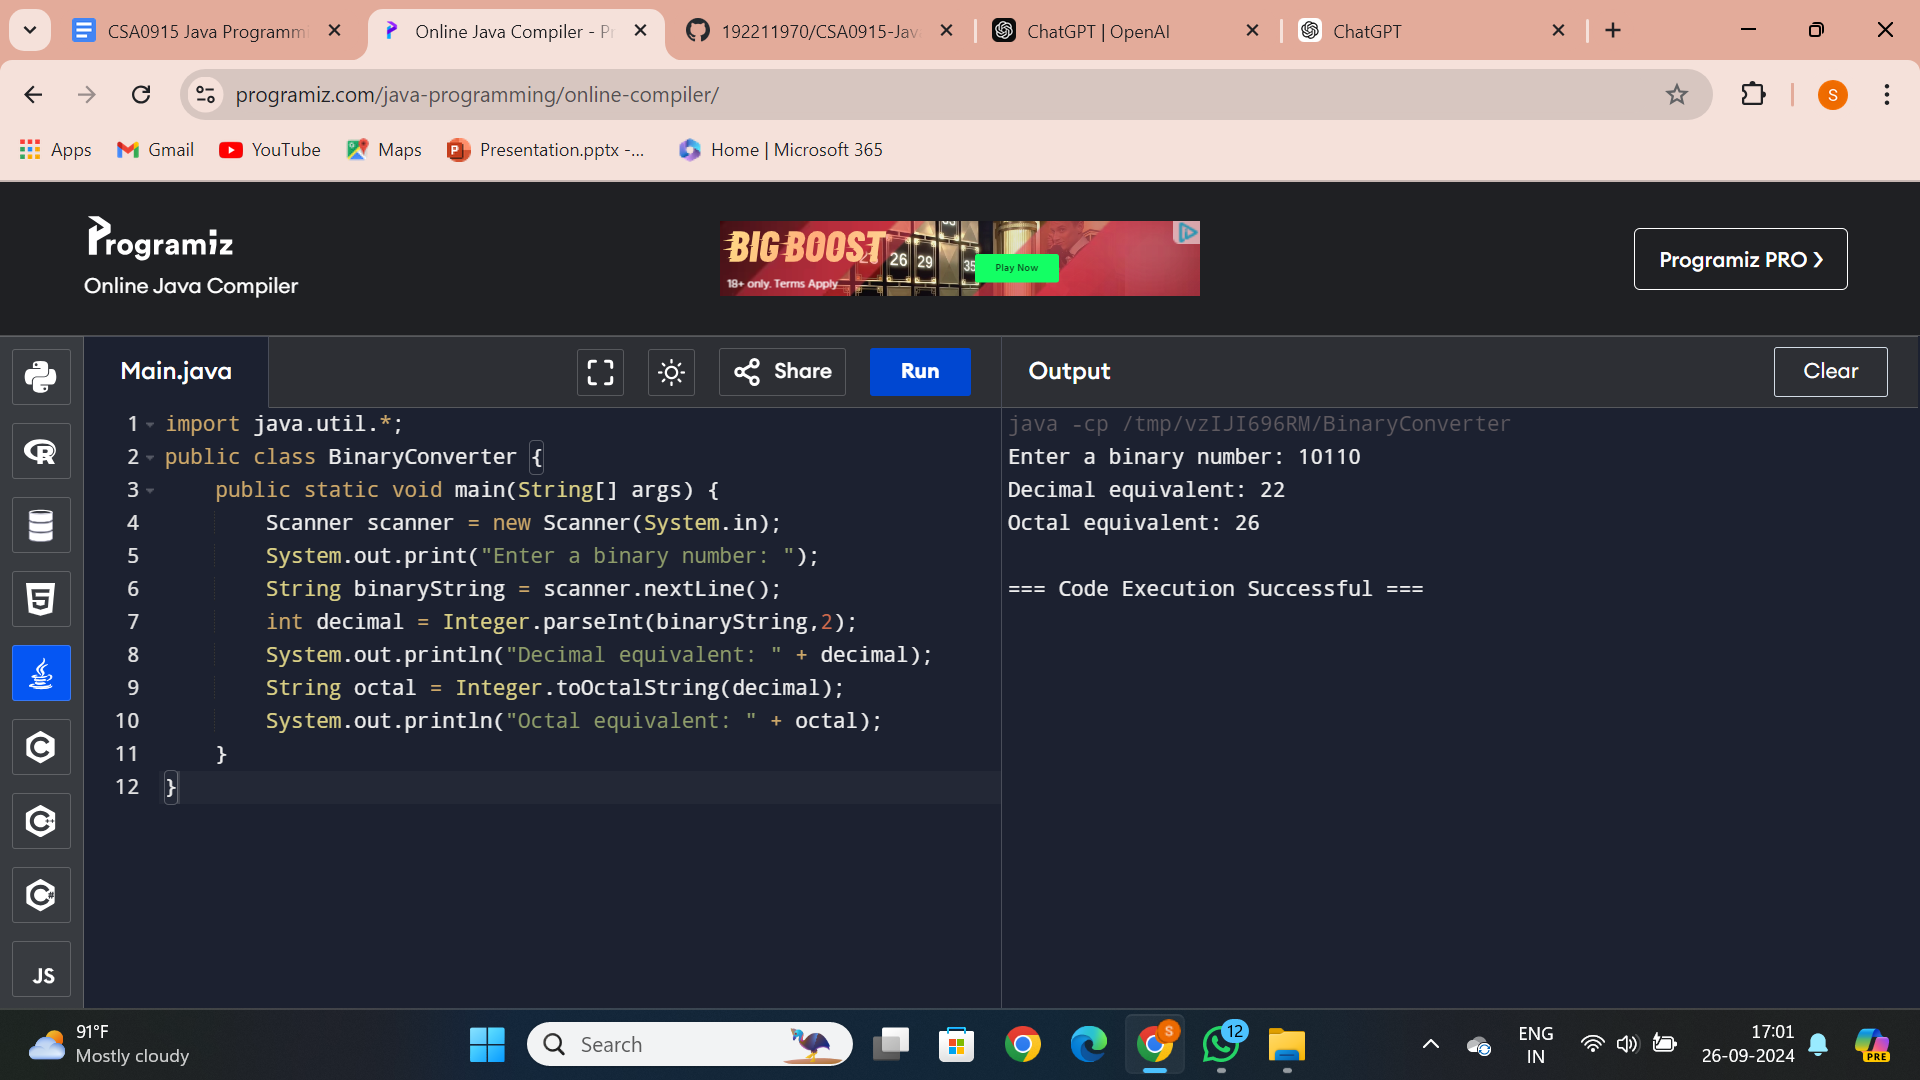 CSA0915 Java Programmi
Online Java Compiler - Pr
192211970/CSA0915-Java
ChatGPT | OpenAI
ChatGPT
programiz.com/java-programming/online-compiler/
S
Apps
Gmail
YouTube
Maps
Presentation.pptx -...
Home | Microsoft 365
Programiz
Online Java Compiler
BIG BOOST
18+ only. Terms Apply
26 29 35
Play Now
Programiz PRO ❯
Main.java
Share
Run
Output
Clear
1 import java.util.*;
2 public class BinaryConverter {
3     public static void main(String[] args) {
4         Scanner scanner = new Scanner(System.in);
5         System.out.print("Enter a binary number: ");
6         String binaryString = scanner.nextLine();
7         int decimal = Integer.parseInt(binaryString,2);
8         System.out.println("Decimal equivalent: " + decimal);
9         String octal = Integer.toOctalString(decimal);
10         System.out.println("Octal equivalent: " + octal);
11     }
12 }
java -cp /tmp/vzIJI696RM/BinaryConverter
Enter a binary number: 10110
Decimal equivalent: 22
Octal equivalent: 26
=== Code Execution Successful ===
JS
91°F
Mostly cloudy
Search
S
12
ENG
IN
17:01
26-09-2024
PRE